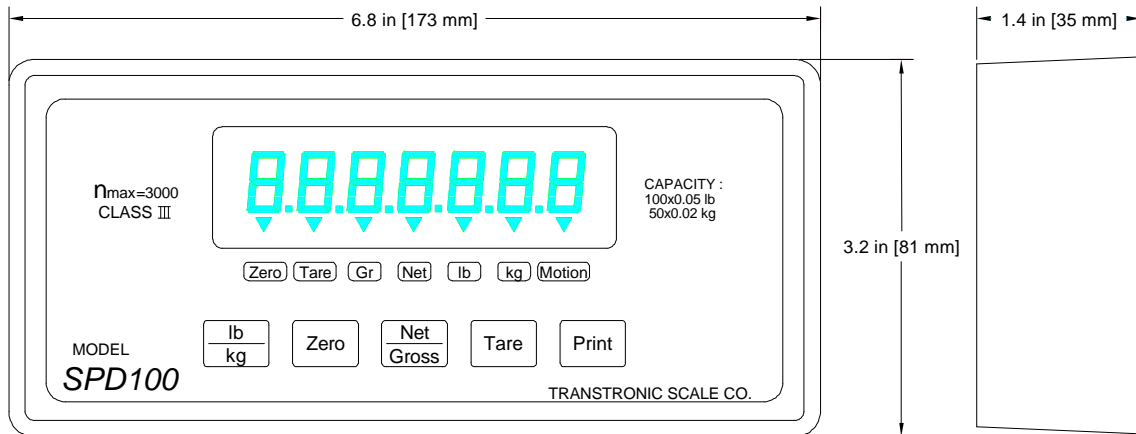 6.8 in [173 mm]
1.4 in [35 mm]
8.8.8.8.8.8.8
nmax=3000
CLASS III
CAPACITY :
100x0.05 lb
50x0.02 kg
3.2 in [81 mm]
Zero Tare Gr Net lb kg Motion
lb
kg
Zero
Net
Gross
Tare
Print
MODEL
SPD100
TRANSTRONIC SCALE CO.